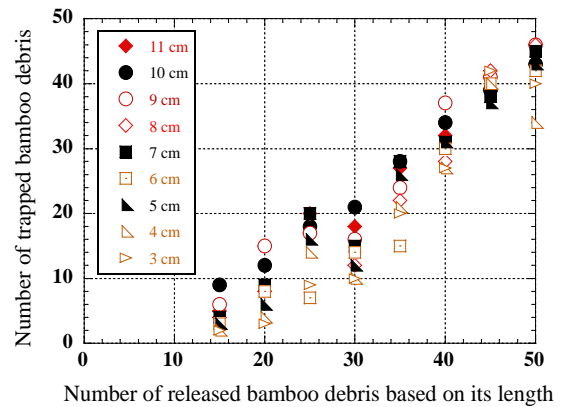 50
40
30
20
10
0
0
10
20
30
40
50
11 cm
10 cm
9 cm
8 cm
7 cm
6 cm
5 cm
4 cm
3 cm
Number of trapped bamboo debris
Number of released bamboo debris based on its length